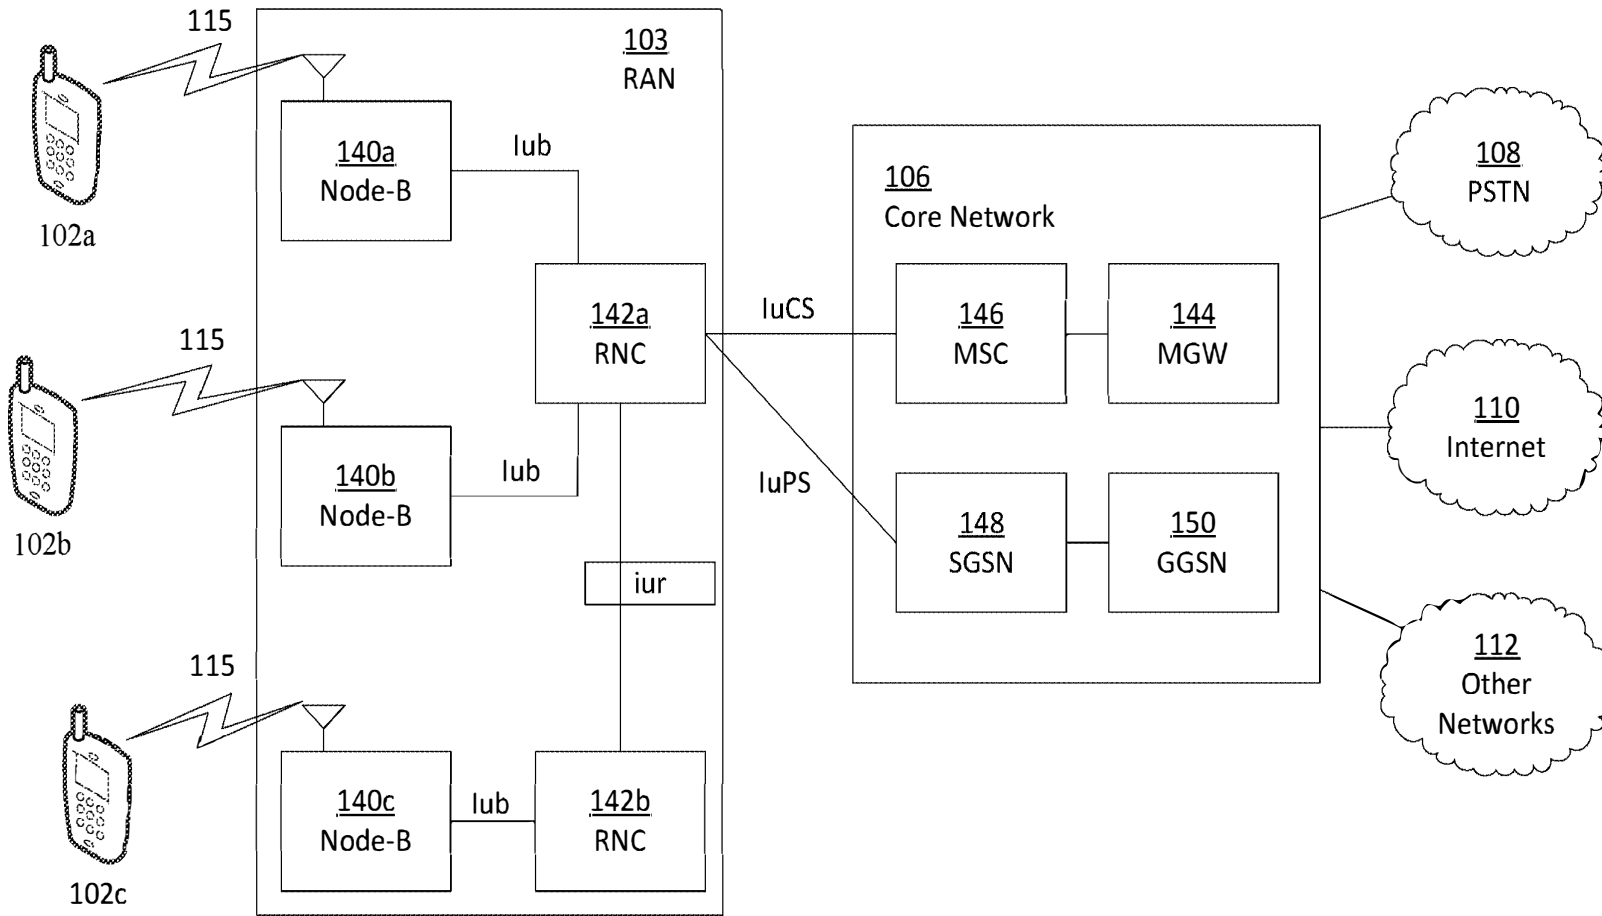 115
103
RAN
102a
140a
Node-B
Iub
142a
RNC
115
102b
140b
Node-B
Iub
iur
115
102c
140c
Node-B
Iub
142b
RNC
IuCS
IuPS
106
Core Network
146
MSC
144
MGW
148
SGSN
150
GGSN
108
PSTN
110
Internet
112
Other
Networks